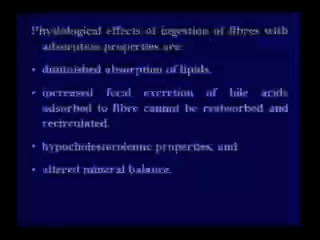 Physiological effects of ingestion of fibres with
adsorption properties are:
• diminished absorption of lipids.
• increased fecal excretion of bile acids
adsorbed to fibre cannot be reabsorbed and
recirculated.
• hypocholesterolemic properties, and
• altered mineral balance.